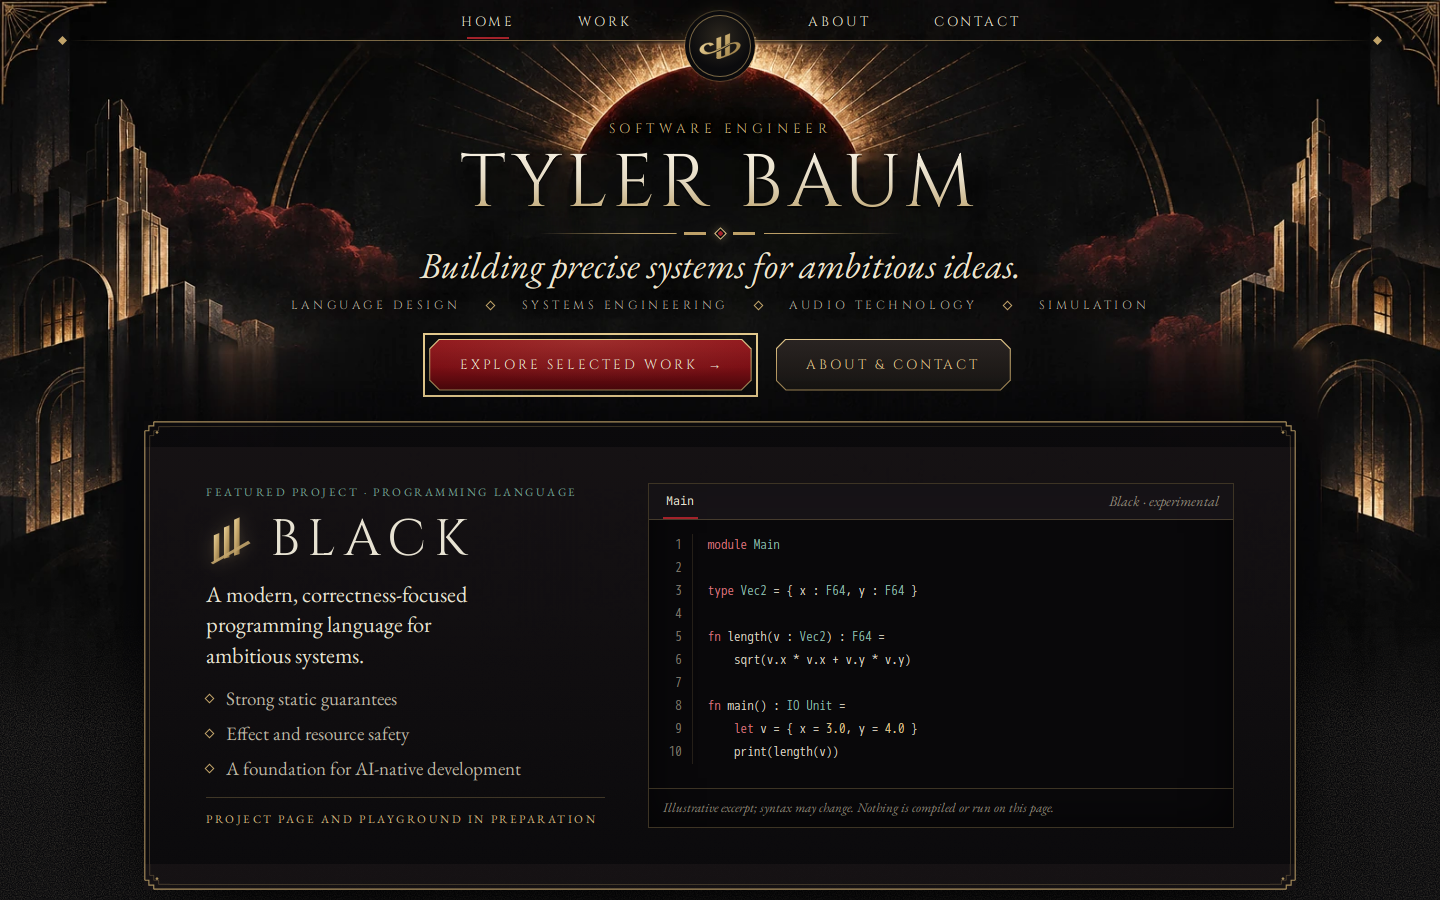 HOME WORK ABOUT CONTACT
SOFTWARE ENGINEER
TYLER BAUM
Building precise systems for ambitious ideas.
LANGUAGE DESIGN ◇ SYSTEMS ENGINEERING ◇ AUDIO TECHNOLOGY ◇ SIMULATION
EXPLORE SELECTED WORK →
ABOUT & CONTACT
FEATURED PROJECT · PROGRAMMING LANGUAGE
BLACK
A modern, correctness-focused
programming language for
ambitious systems.
◇ Strong static guarantees
◇ Effect and resource safety
◇ A foundation for AI-native development
PROJECT PAGE AND PLAYGROUND IN PREPARATION
Main
Black · experimental
1 module Main
2
3 type Vec2 = { x : F64, y : F64 }
4
5 fn length(v : Vec2) : F64 =
6     sqrt(v.x * v.x + v.y * v.y)
7
8 fn main() : IO Unit =
9     let v = { x = 3.0, y = 4.0 }
10     print(length(v))
Illustrative excerpt; syntax may change. Nothing is compiled or run on this page.